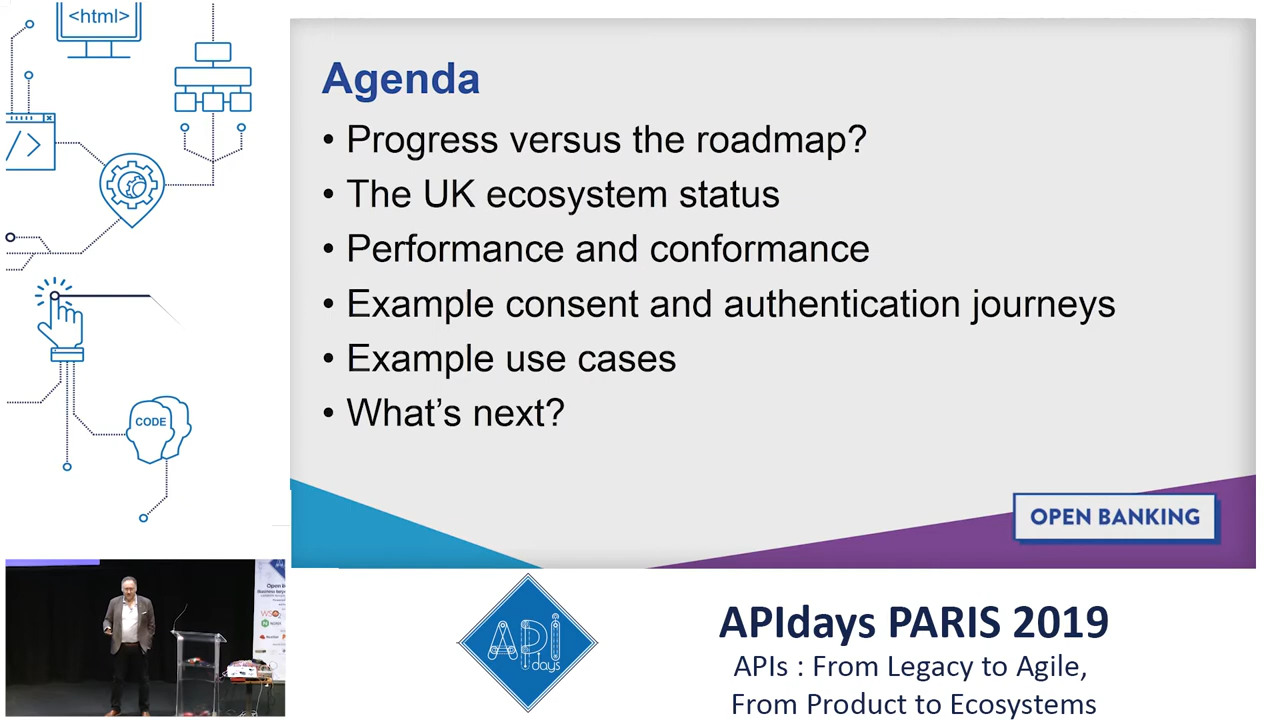 <html>
</>
CODE
Agenda
• Progress versus the roadmap?
• The UK ecosystem status
• Performance and conformance
• Example consent and authentication journeys
• Example use cases
• What's next?
OPEN BANKING
API
days
APIdays PARIS 2019
APIs : From Legacy to Agile,
From Product to Ecosystems